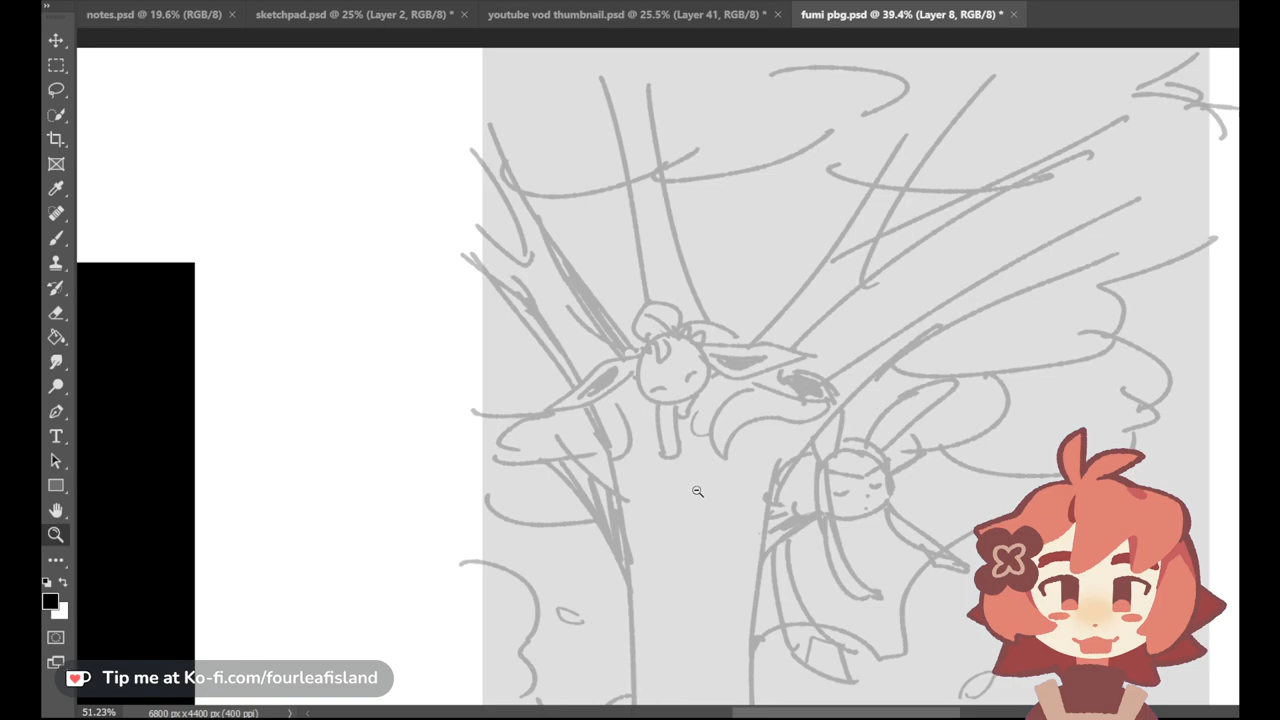 notes.psd @ 19.6% (RGB/8)
sketchpad.psd @ 25% (Layer 2, RGB/8) *
youtube vod thumbnail.psd @ 25.5% (Layer 41, RGB/8) *
fumi pbg.psd @ 39.4% (Layer 8, RGB/8) *
Tip me at Ko-fi.com/fourleafisland
51.23%
6800 px x 4400 px (400 ppi)